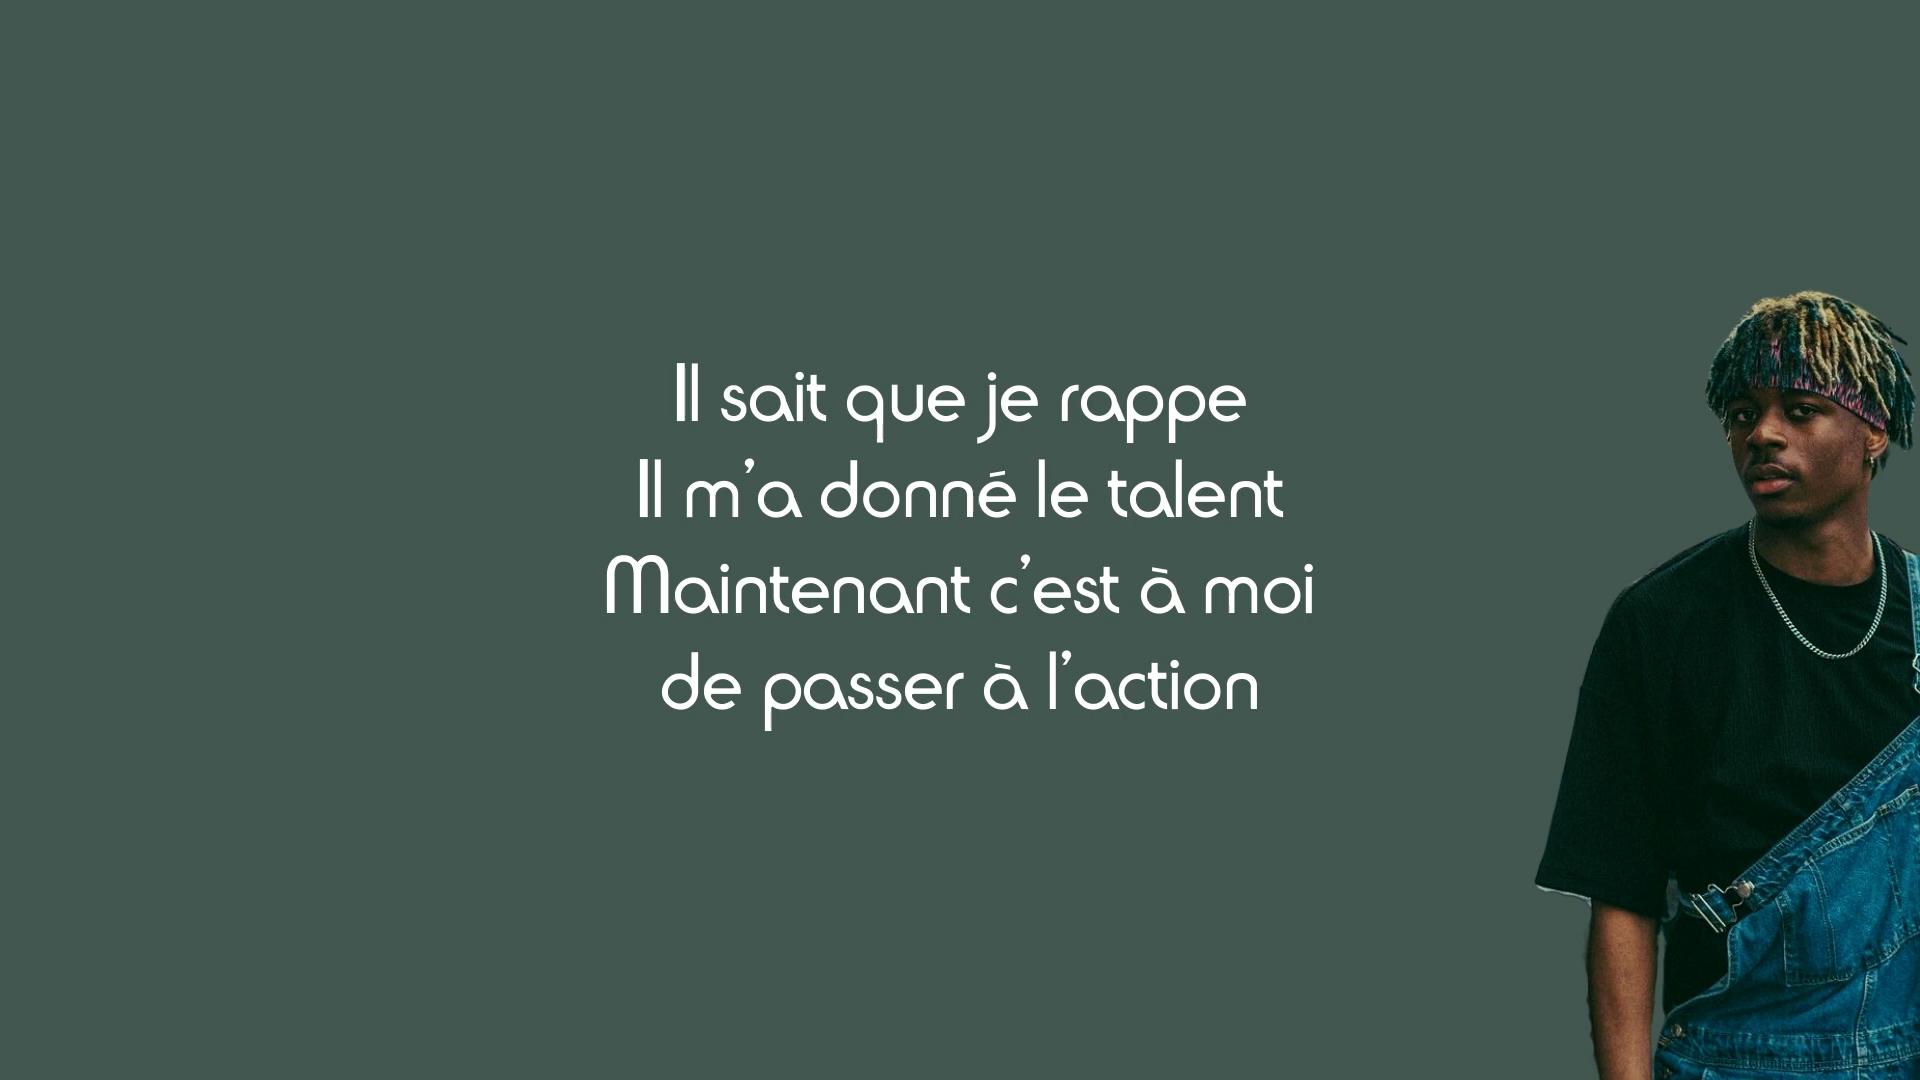 Il sait que je rappe
Il m’a donné le talent
Maintenant c’est à moi
de passer à l’action